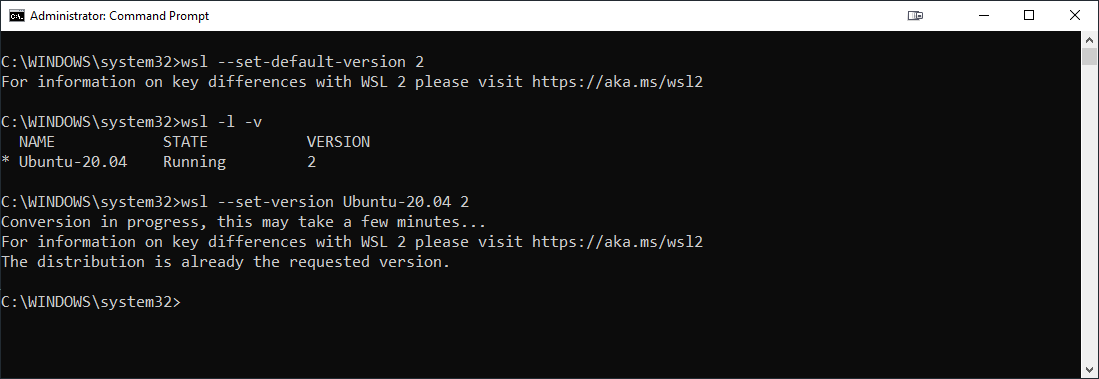 Administrator: Command Prompt
C:\WINDOWS\system32>wsl --set-default-version 2
For information on key differences with WSL 2 please visit https://aka.ms/wsl2
C:\WINDOWS\system32>wsl -l -v
  NAME            STATE           VERSION
* Ubuntu-20.04    Running         2
C:\WINDOWS\system32>wsl --set-version Ubuntu-20.04 2
Conversion in progress, this may take a few minutes...
For information on key differences with WSL 2 please visit https://aka.ms/wsl2
The distribution is already the requested version.
C:\WINDOWS\system32>